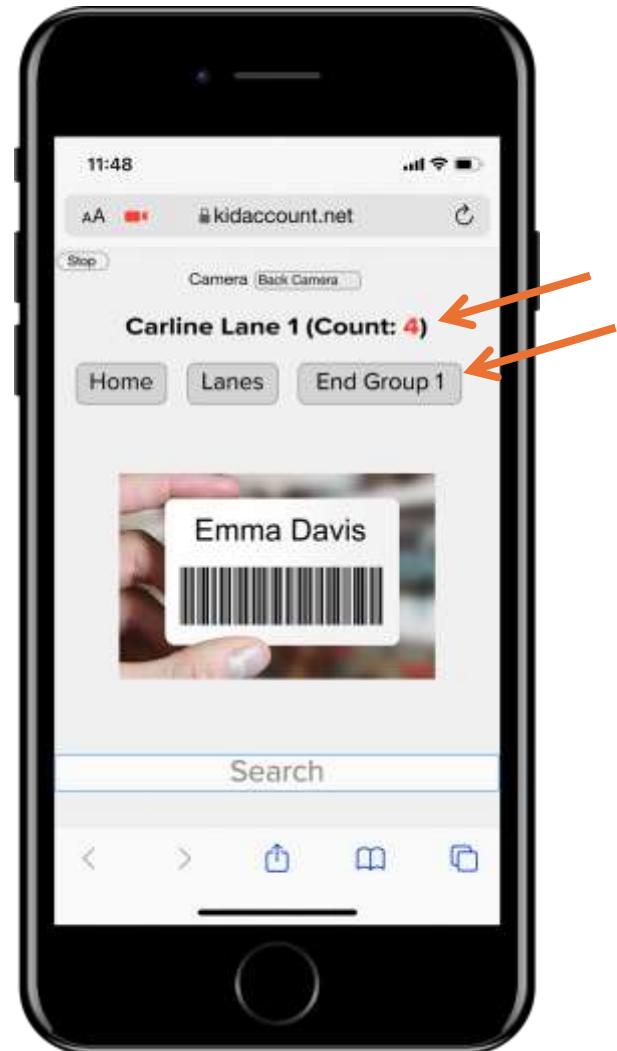 11:48
AA kidaccount.net
Stop
Camera Back Camera
Carline Lane 1 (Count: 4)
Home Lanes End Group 1
Emma Davis
Search